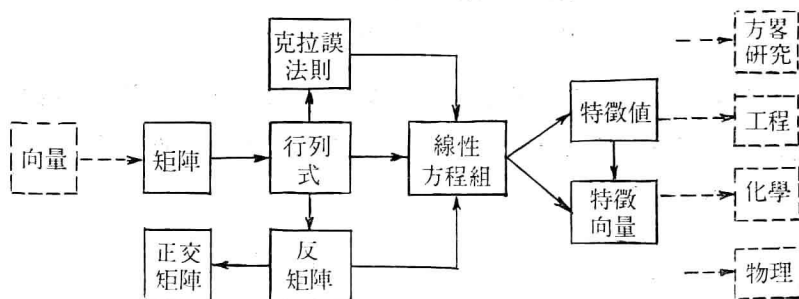 克拉謨
法則
方畧
研究
特徵值
工程
向量
矩陣
行列
式
線性
方程組
特徵
向量
化學
正交
矩陣
反
矩陣
物理